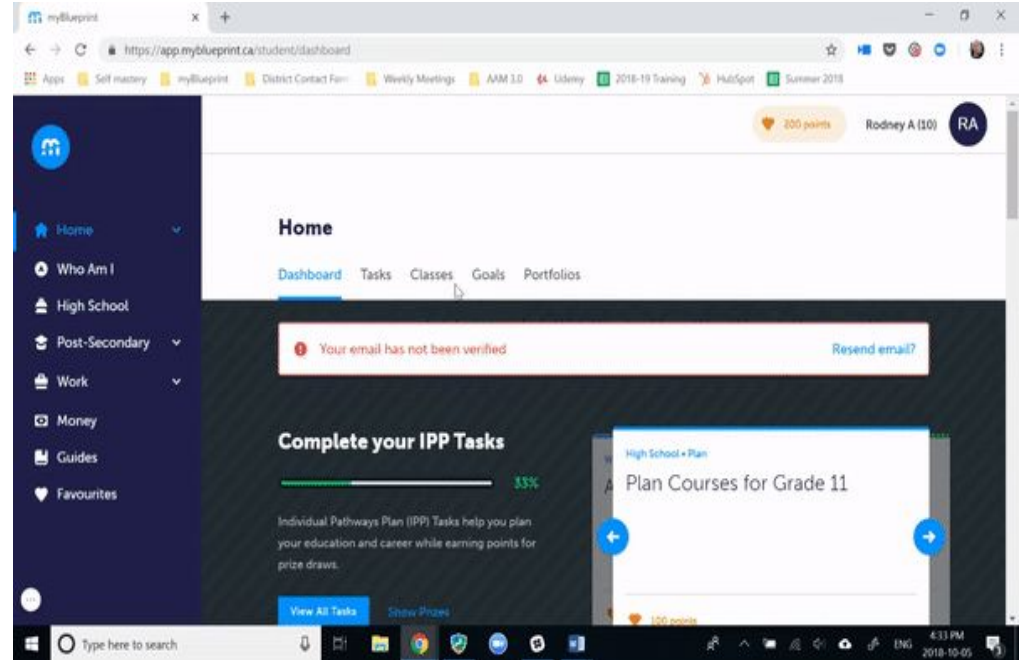 myBlueprint
https://app.myblueprint.ca/student/dashboard
Apps Self mastery myBlueprint District Contact Form Weekly Meetings AAM 3.0 Udemy 2018-19 Training HubSpot Summer 2018
200 points Rodney A (10) RA
Home
Who Am I
High School
Post-Secondary
Work
Money
Guides
Favourites
Home
Dashboard Tasks Classes Goals Portfolios
Your email has not been verified Resend email?
Complete your IPP Tasks
33%
Individual Pathways Plan (IPP) Tasks help you plan
your education and career while earning points for
prize draws.
View All Tasks Show Prizes
High School • Plan
Plan Courses for Grade 11
100 points
Type here to search
ENG
4:33 PM
2018-10-05